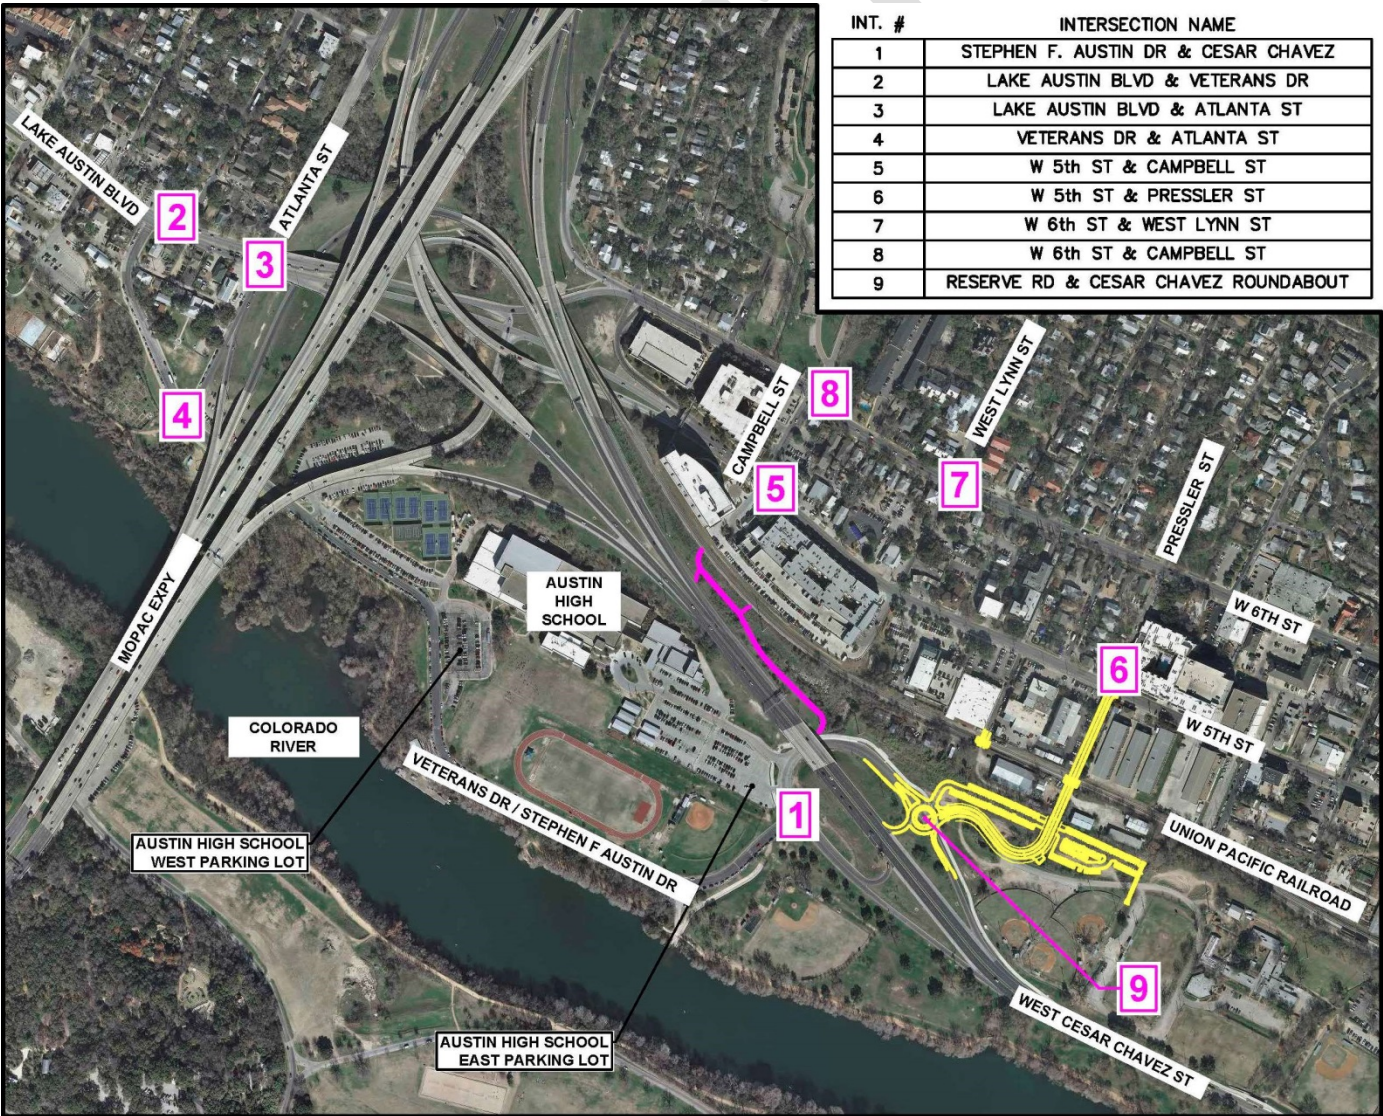 INT. # INTERSECTION NAME
1 STEPHEN F. AUSTIN DR & CESAR CHAVEZ
2 LAKE AUSTIN BLVD & VETERANS DR
3 LAKE AUSTIN BLVD & ATLANTA ST
4 VETERANS DR & ATLANTA ST
5 W 5th ST & CAMPBELL ST
6 W 5th ST & PRESSLER ST
7 W 6th ST & WEST LYNN ST
8 W 6th ST & CAMPBELL ST
9 RESERVE RD & CESAR CHAVEZ ROUNDABOUT
LAKE AUSTIN BLVD
2
ATLANTA ST
3
4
CAMPBELL ST
8
5
WEST LYNN ST
7
PRESSLER ST
W 6TH ST
6
W 5TH ST
UNION PACIFIC RAILROAD
MOPAC EXPY
AUSTIN
HIGH
SCHOOL
COLORADO
RIVER
VETERANS DR / STEPHEN F AUSTIN DR
1
AUSTIN HIGH SCHOOL
WEST PARKING LOT
9
WEST CESAR CHAVEZ ST
AUSTIN HIGH SCHOOL
EAST PARKING LOT